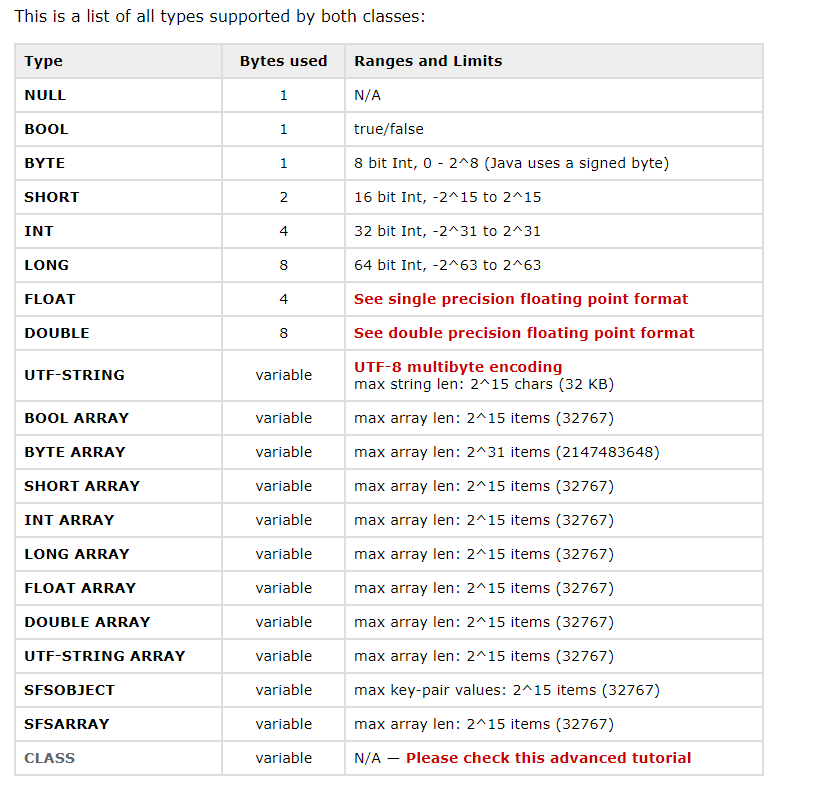 This is a list of all types supported by both classes:
Type Bytes used Ranges and Limits
NULL 1 N/A
BOOL 1 true/false
BYTE 1 8 bit Int, 0 - 2^8 (Java uses a signed byte)
SHORT 2 16 bit Int, -2^15 to 2^15
INT 4 32 bit Int, -2^31 to 2^31
LONG 8 64 bit Int, -2^63 to 2^63
FLOAT 4 See single precision floating point format
DOUBLE 8 See double precision floating point format
UTF-STRING variable UTF-8 multibyte encoding
max string len: 2^15 chars (32 KB)
BOOL ARRAY variable max array len: 2^15 items (32767)
BYTE ARRAY variable max array len: 2^31 items (2147483648)
SHORT ARRAY variable max array len: 2^15 items (32767)
INT ARRAY variable max array len: 2^15 items (32767)
LONG ARRAY variable max array len: 2^15 items (32767)
FLOAT ARRAY variable max array len: 2^15 items (32767)
DOUBLE ARRAY variable max array len: 2^15 items (32767)
UTF-STRING ARRAY variable max array len: 2^15 items (32767)
SFSOBJECT variable max key-pair values: 2^15 items (32767)
SFSARRAY variable max array len: 2^15 items (32767)
CLASS variable N/A — Please check this advanced tutorial